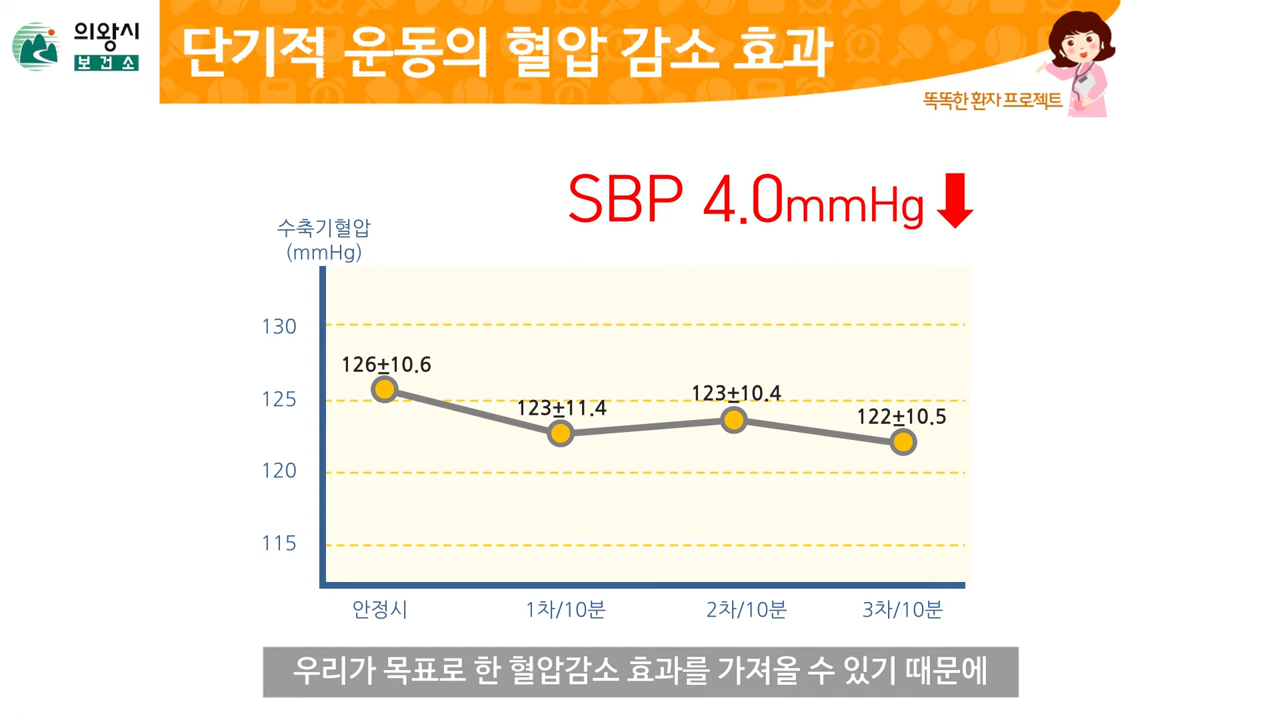 의왕시
보건소
단기적 운동의 혈압 감소 효과
똑똑한 환자 프로젝트
SBP 4.0mmHg
수축기혈압
(mmHg)
130
125
120
115
126±10.6
123±11.4
123±10.4
122±10.5
안정시 1차/10분 2차/10분 3차/10분
우리가 목표로 한 혈압감소 효과를 가져올 수 있기 때문에